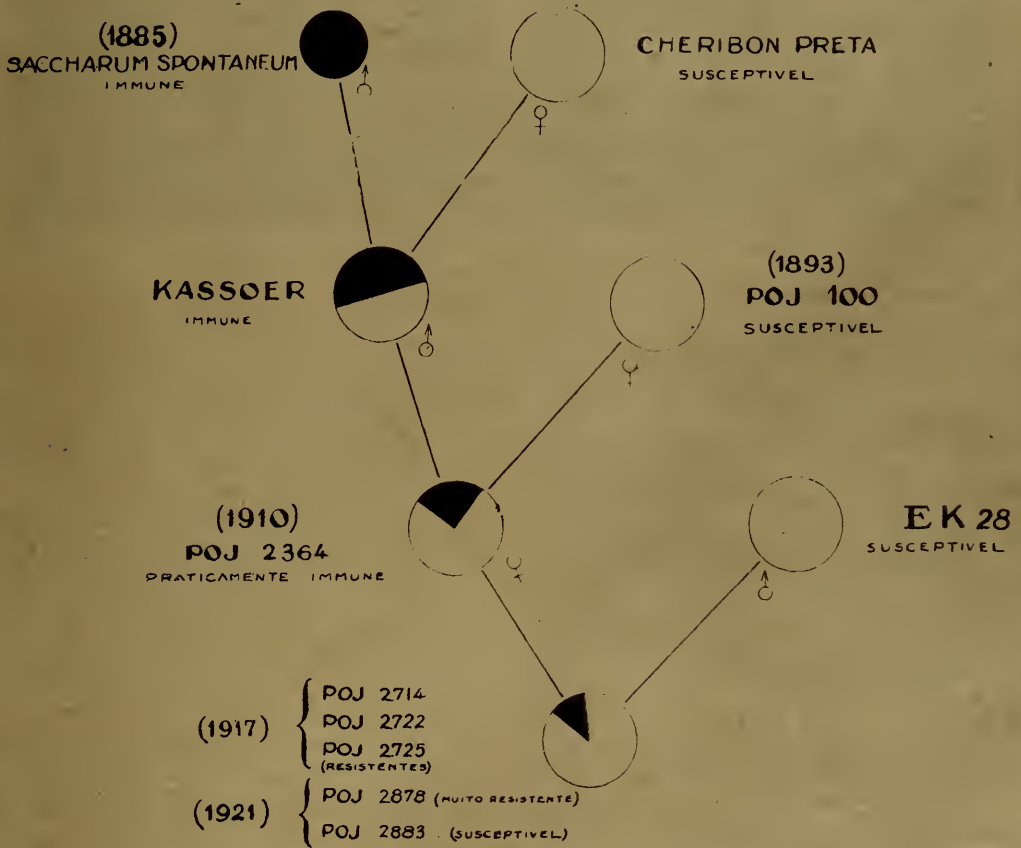 (1885)
SACCHARUM SPONTANEUM
IMMUNE
CHERIBON PRETA
SUSCEPTIVEL
KASSOER
IMMUNE
(1893)
POJ 100
SUSCEPTIVEL
(1910)
POJ 2364
PRATICAMENTE IMMUNE
EK 28
SUSCEPTIVEL
(1917)
POJ 2714
POJ 2722
POJ 2725
(RESISTENTES)
(1921)
POJ 2878 (MUITO RESISTENTE)
POJ 2883 (SUSCEPTIVEL)